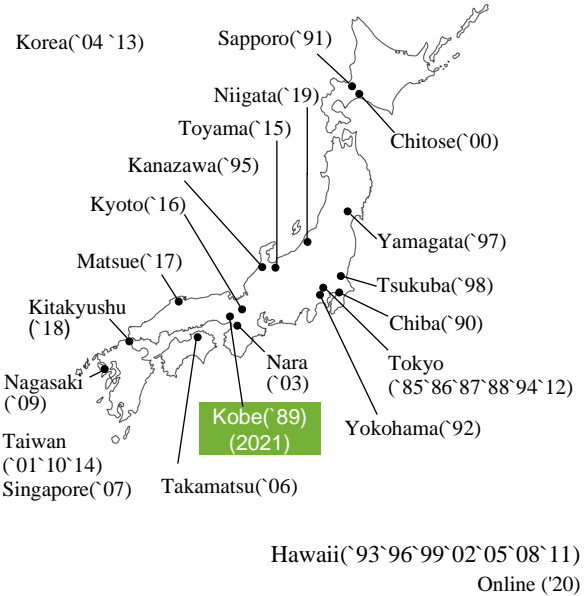 Korea(`04 `13)
Sapporo(`91)
Niigata(`19)
Toyama(`15)
Chitose(`00)
Kanazawa(`95)
Kyoto(`16)
Yamagata(`97)
Matsue(`17)
Tsukuba(`98)
Kitakyushu
(`18)
Chiba(`90)
Nara
(`03)
Tokyo
(`85`86`87`88`94`12)
Nagasaki
(`09)
Kobe(`89)
(2021)
Yokohama(`92)
Taiwan
(`01`10`14)
Singapore(`07)
Takamatsu(`06)
Hawaii(`93`96`99`02`05`08`11)
Online ('20)